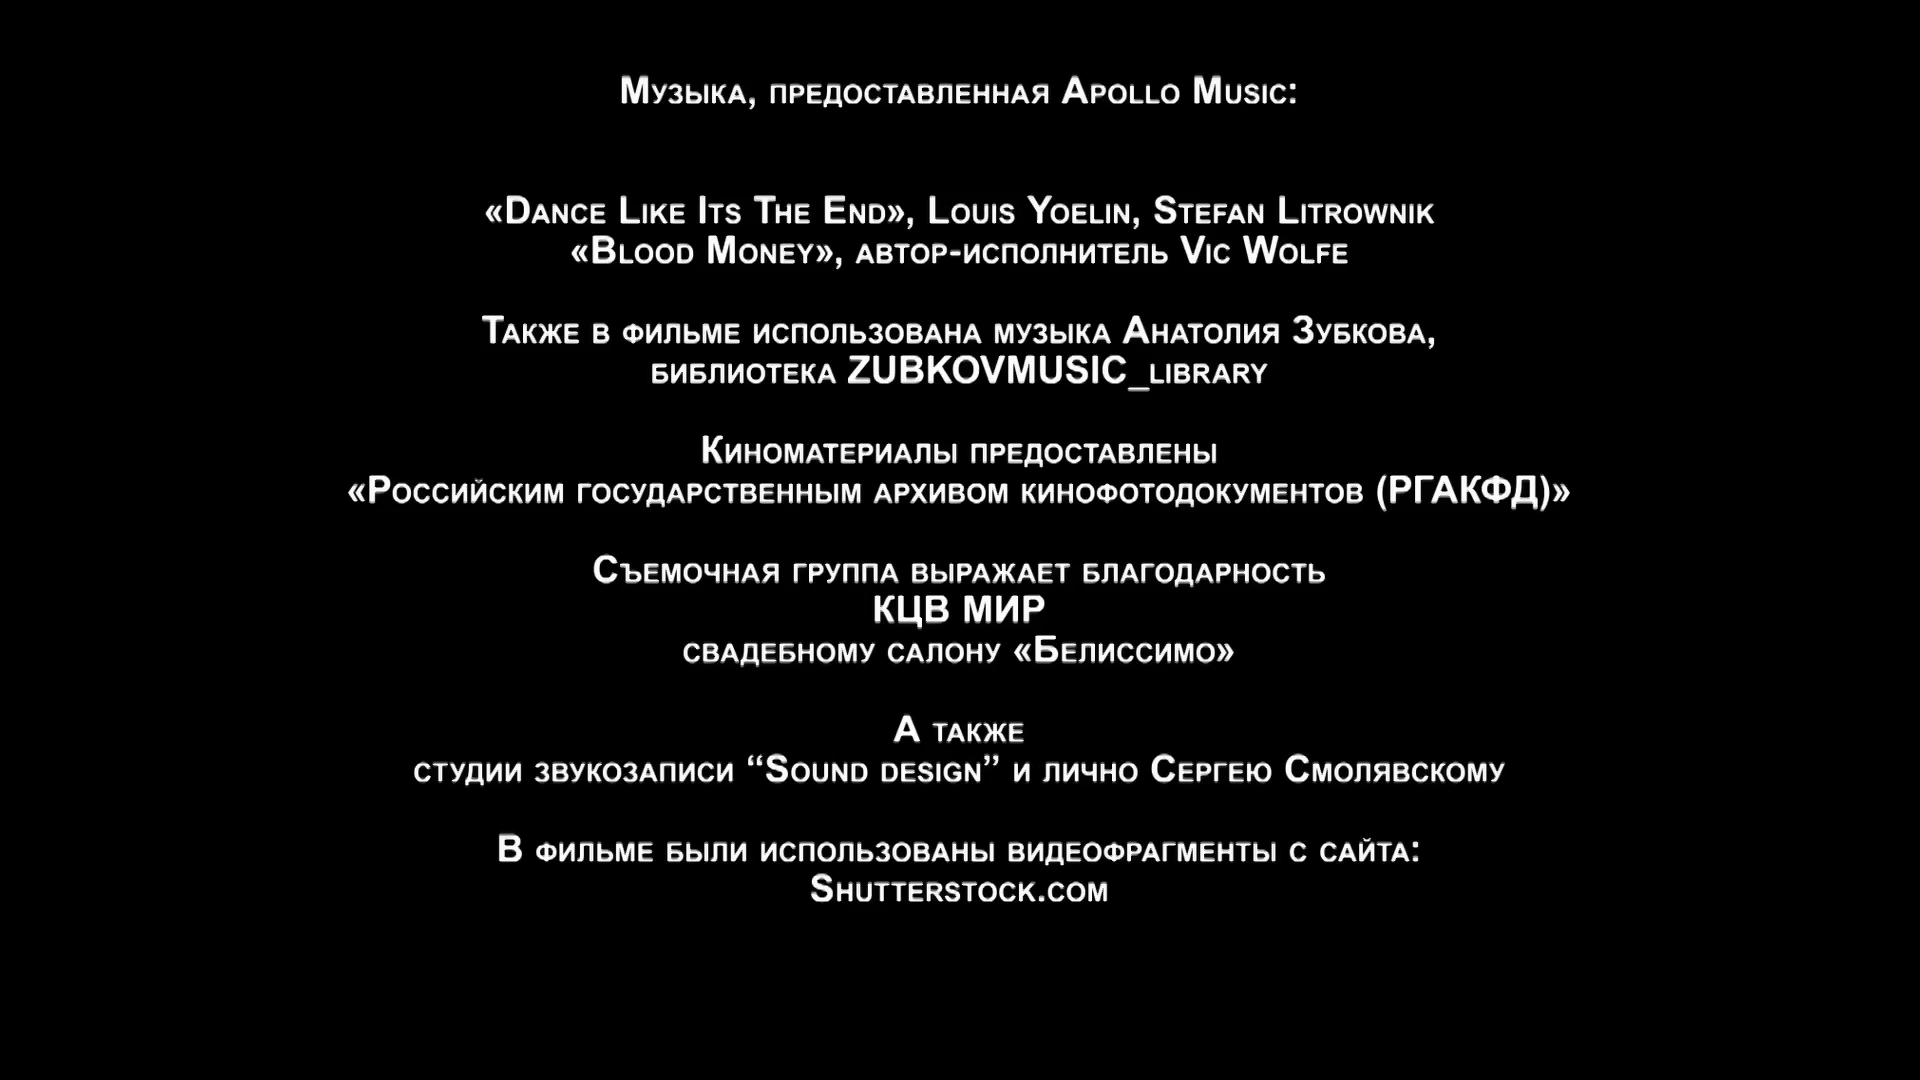 Музыка, предоставленная Apollo Music:
«Dance Like Its The End», Louis Yoelin, Stefan Litrownik
«Blood Money», автор-исполнитель Vic Wolfe
Также в фильме использована музыка Анатолия Зубкова,
библиотека ZUBKOVMUSIC_library
Киноматериалы предоставлены
«Российским государственным архивом кинофотодокументов (РГАКФД)»
Съемочная группа выражает благодарность
КЦВ МИР
свадебному салону «Белиссимо»
А также
студии звукозаписи “Sound design” и лично Сергею Смолявскому
В фильме были использованы видеофрагменты с сайта:
Shutterstock.com